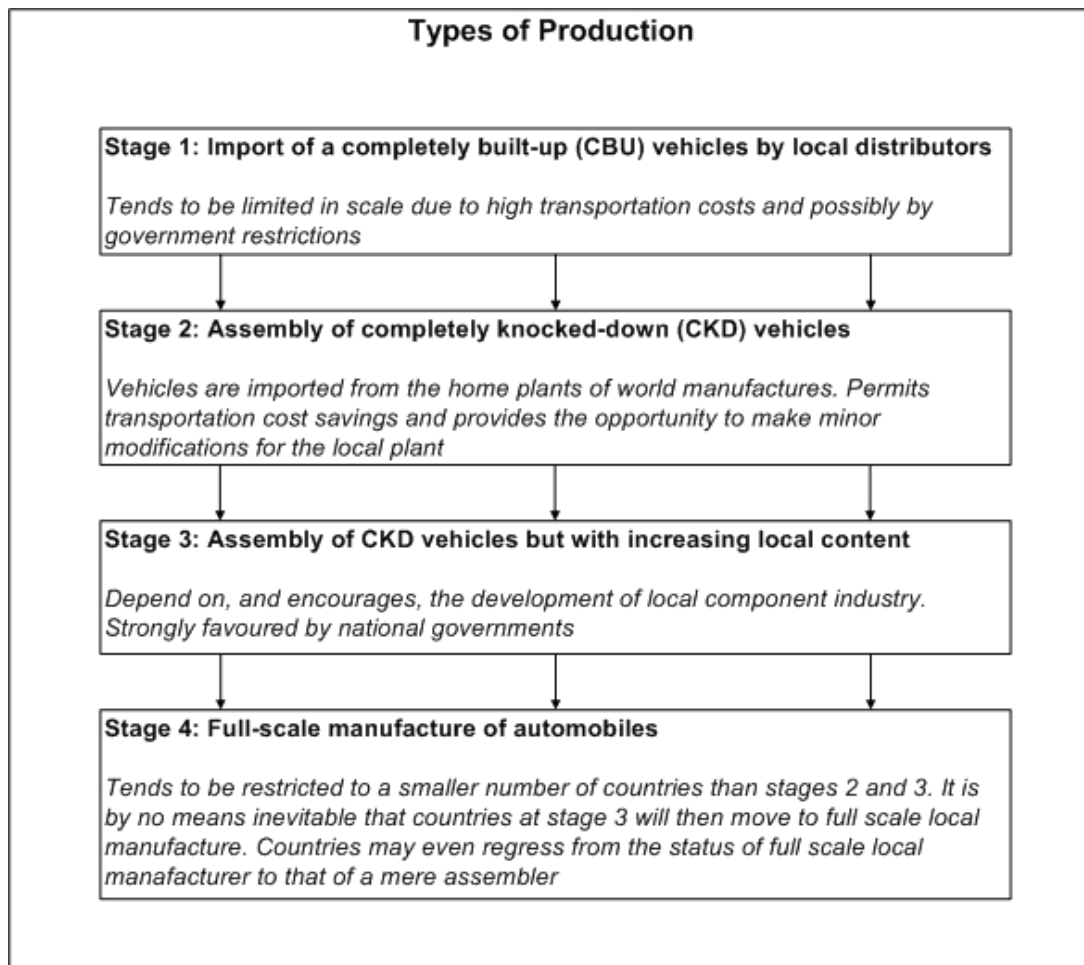 Types of Production
Stage 1: Import of a completely built-up (CBU) vehicles by local distributors
Tends to be limited in scale due to high transportation costs and possibly by
government restrictions
Stage 2: Assembly of completely knocked-down (CKD) vehicles
Vehicles are imported from the home plants of world manufactures. Permits
transportation cost savings and provides the opportunity to make minor
modifications for the local plant
Stage 3: Assembly of CKD vehicles but with increasing local content
Depend on, and encourages, the development of local component industry.
Strongly favoured by national governments
Stage 4: Full-scale manufacture of automobiles
Tends to be restricted to a smaller number of countries than stages 2 and 3. It is
by no means inevitable that countries at stage 3 will then move to full scale local
manufacture. Countries may even regress from the status of full scale local
manafacturer to that of a mere assembler